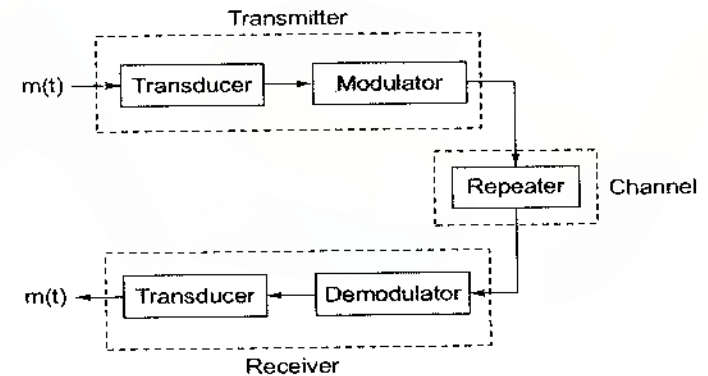 Transmitter
m(t)
Transducer
Modulator
Repeater
Channel
m(t)
Transducer
Demodulator
Receiver